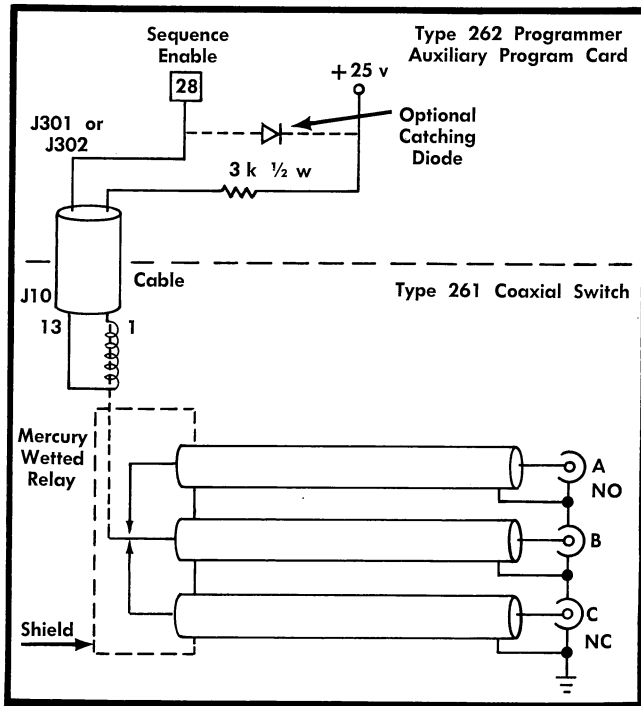 Type 262 Programmer
Auxiliary Program Card
Sequence
Enable
28
+25 v
J301 or
J302
Optional
Catching
Diode
3 k ½ w
Cable
J10
Type 261 Coaxial Switch
13
1
Mercury
Wetted
Relay
A
NO
B
C
NC
Shield